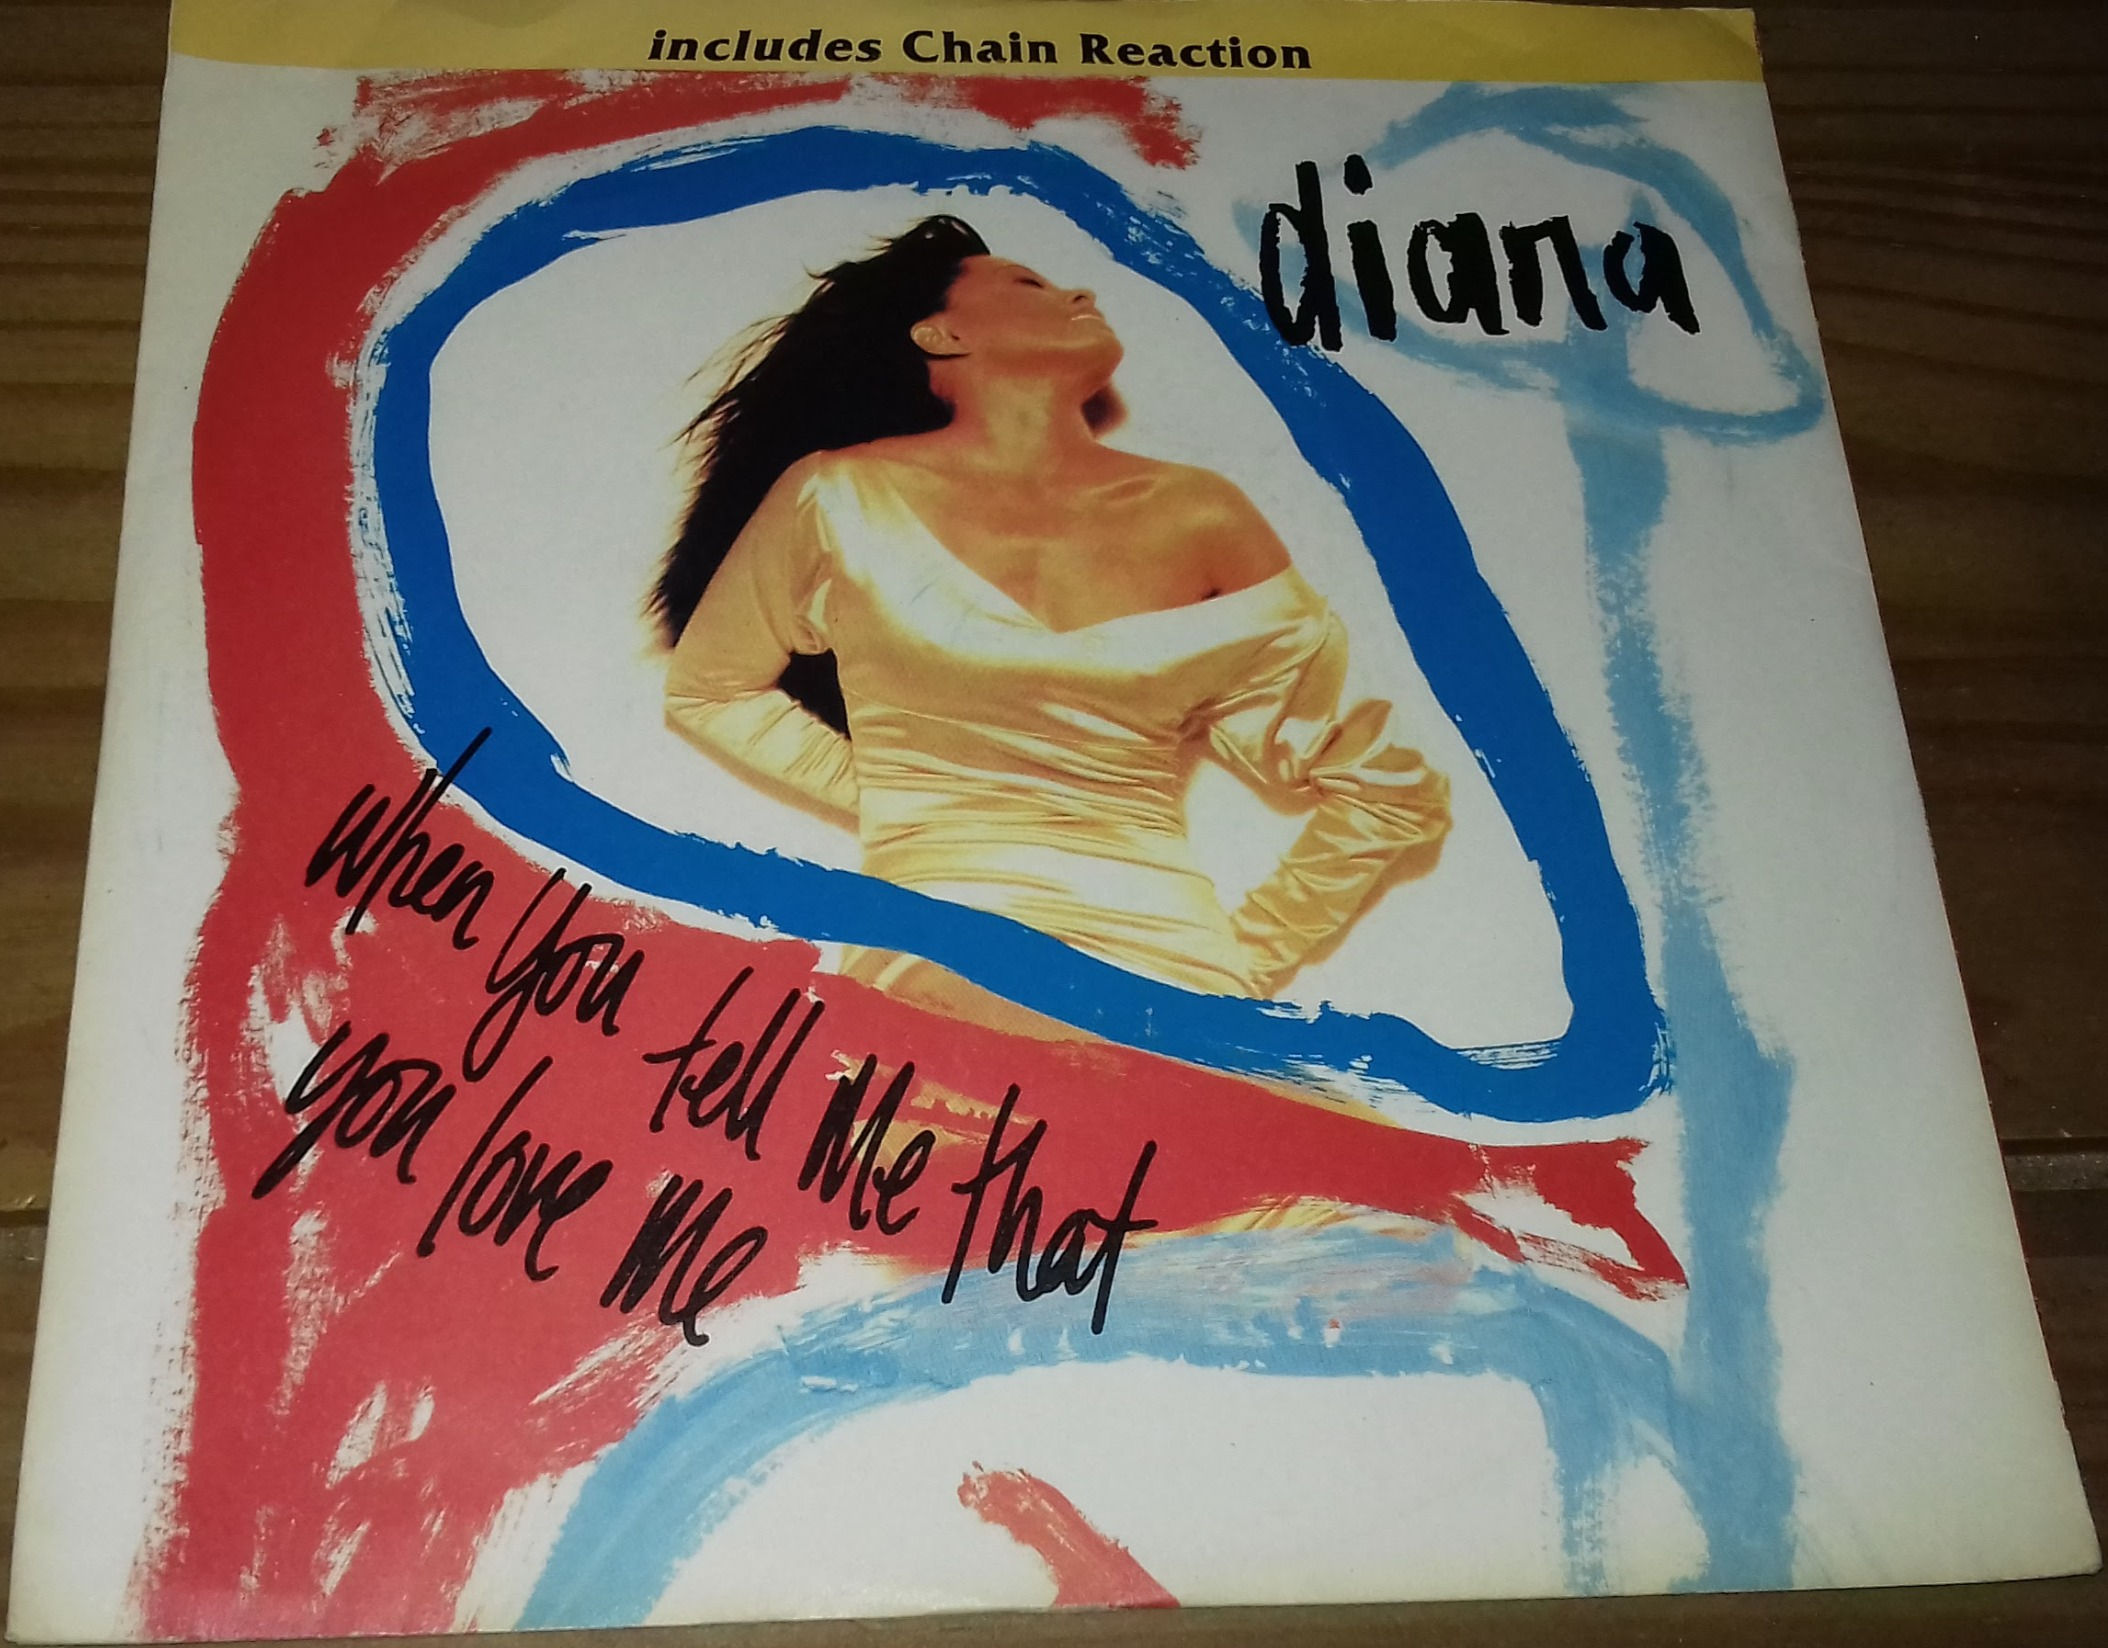 includes Chain Reaction
diana
when you tell Me that
you love Me